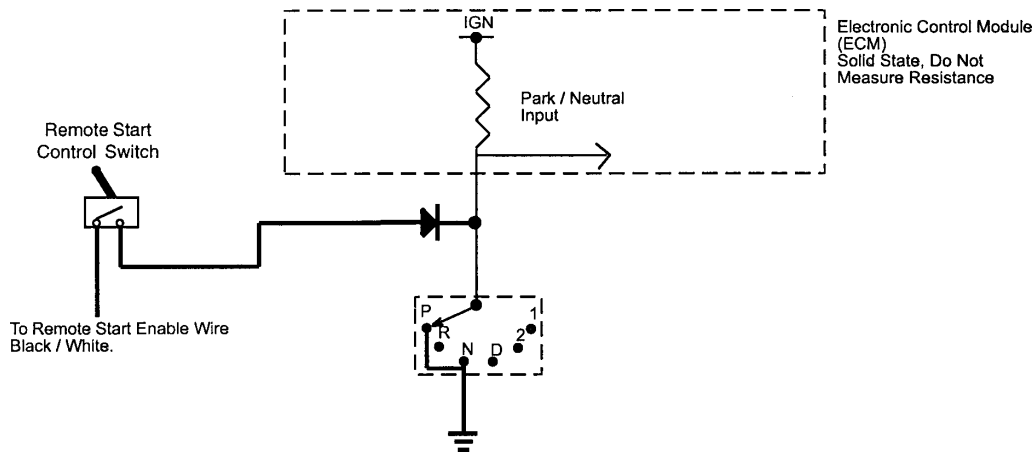 IGN
Electronic Control Module
(ECM)
Solid State, Do Not
Measure Resistance
Park / Neutral
Input
Remote Start
Control Switch
To Remote Start Enable Wire
Black / White.
P
R
N
D
2
1